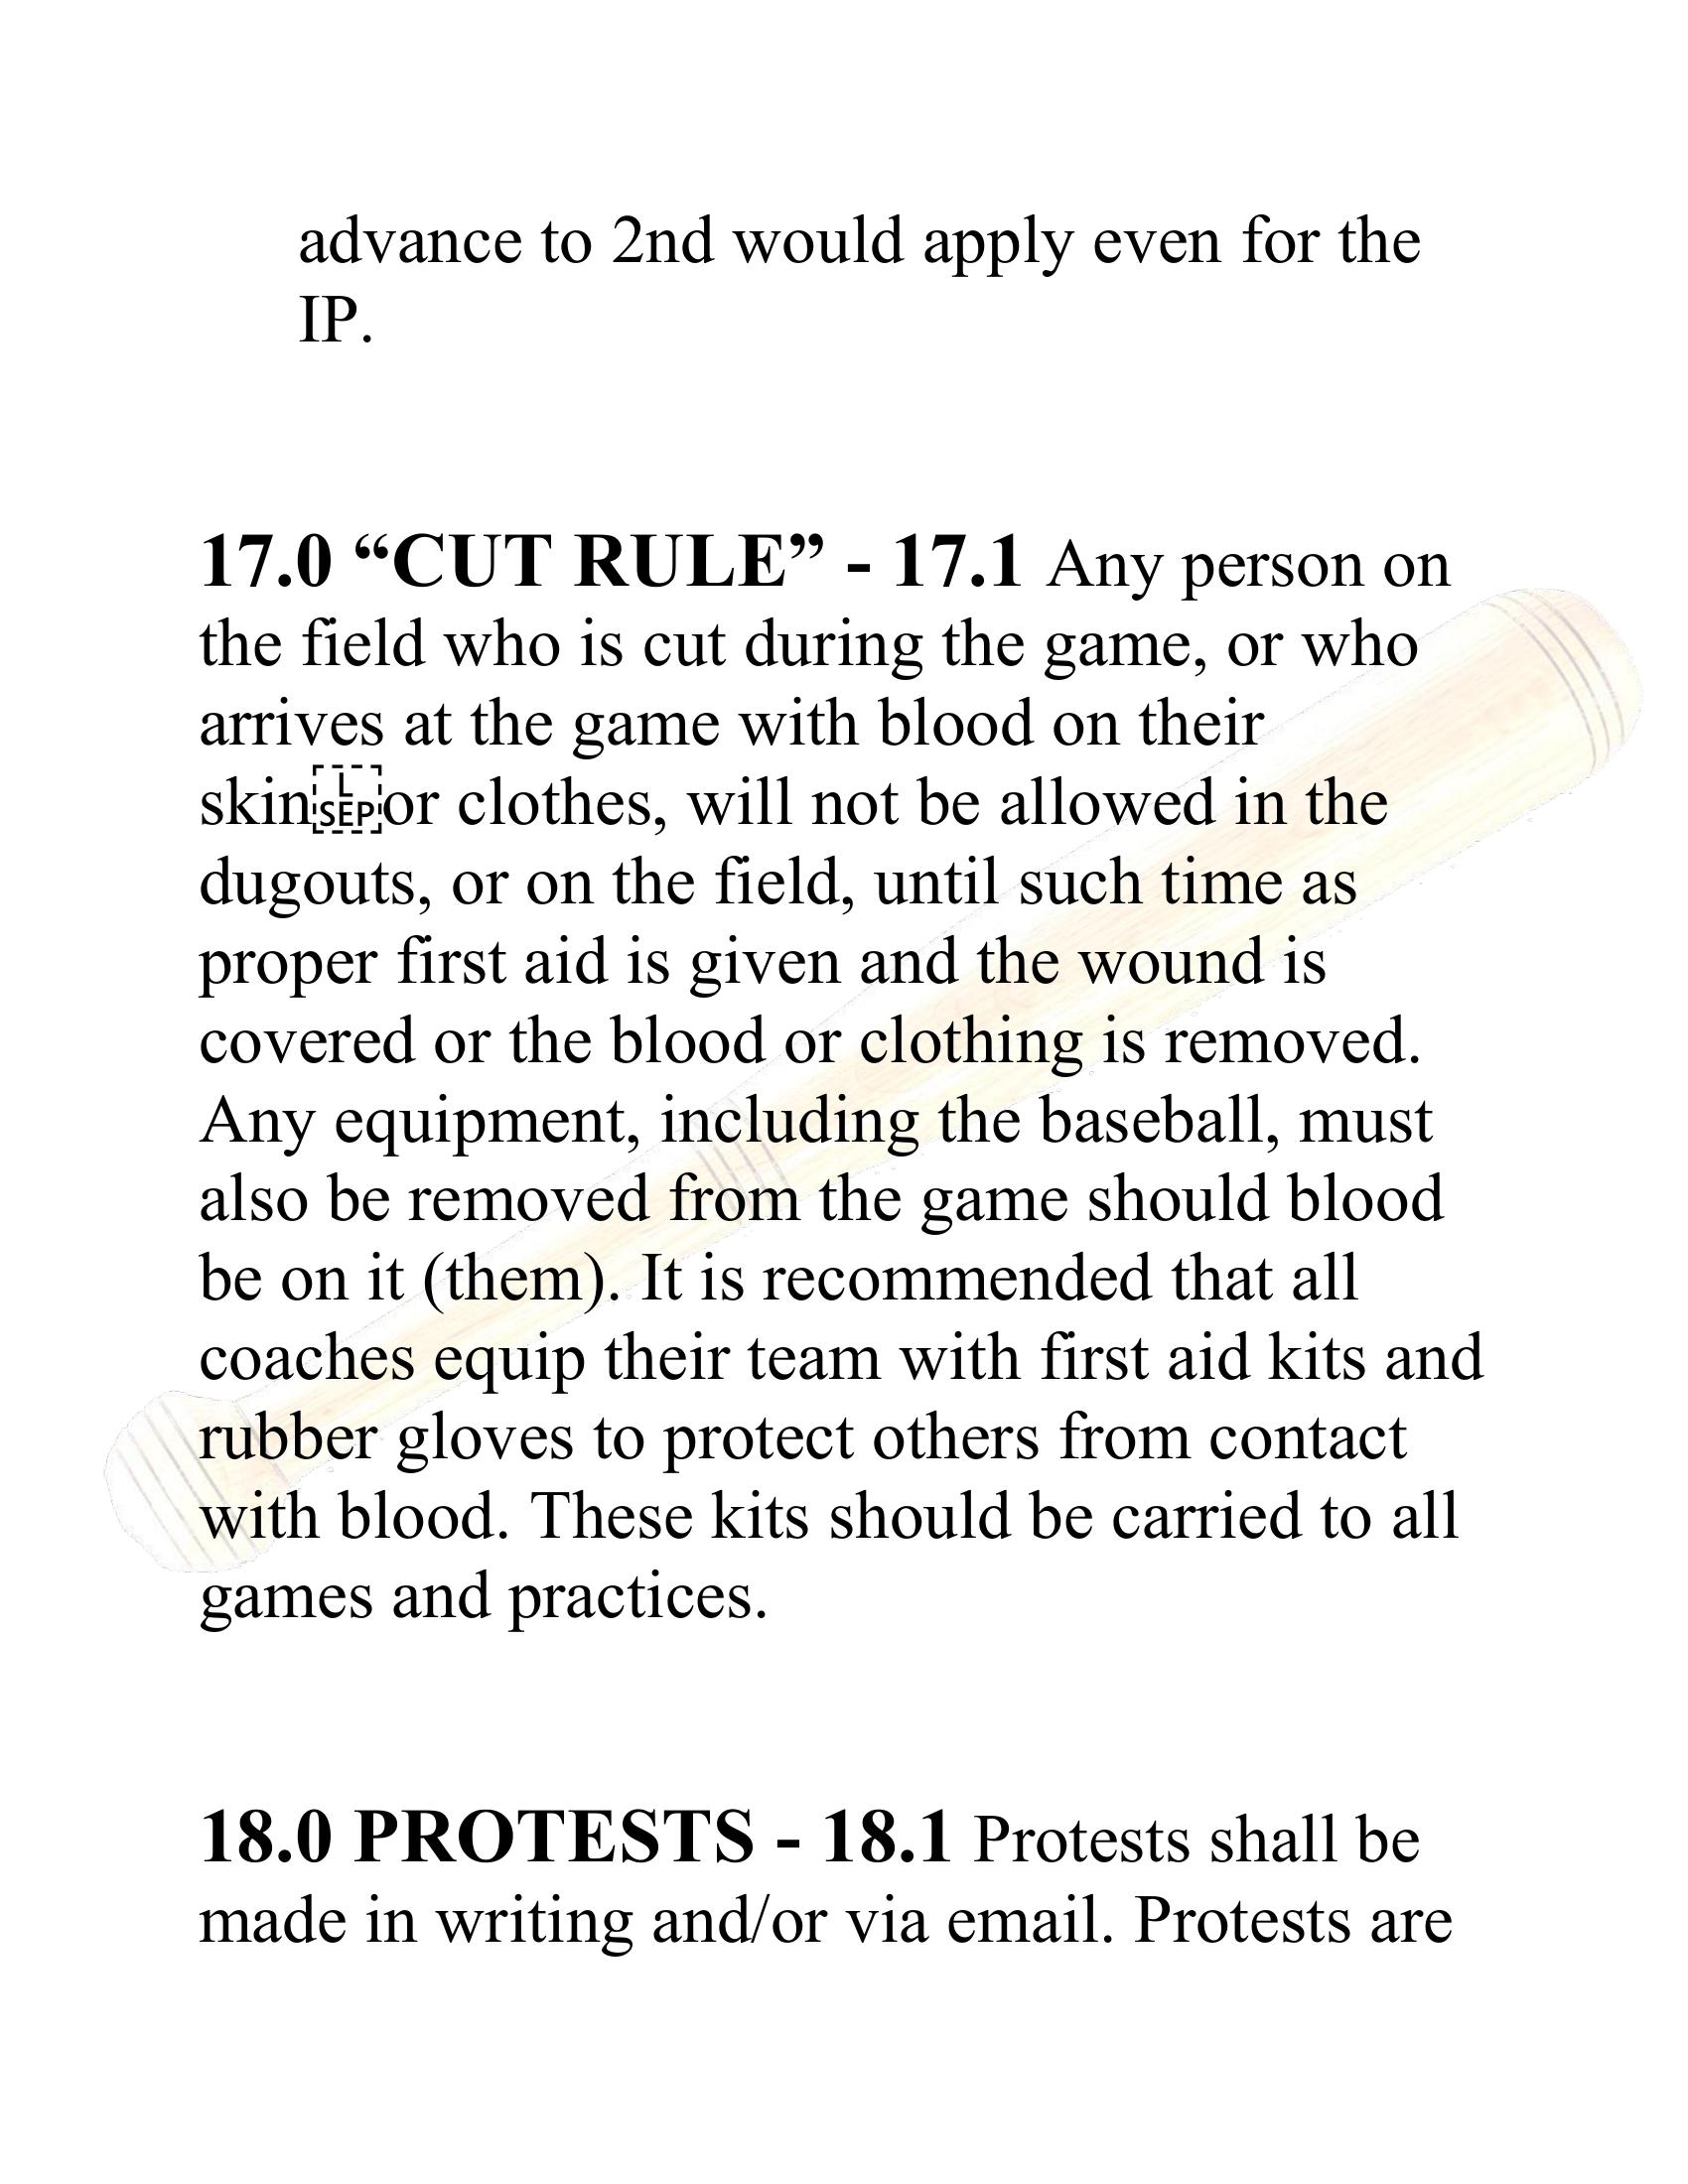 advance to 2nd would apply even for the
IP.
17.0 “CUT RULE” - 17.1 Any person on
the field who is cut during the game, or who
arrives at the game with blood on their
skin LSEP or clothes, will not be allowed in the
dugouts, or on the field, until such time as
proper first aid is given and the wound is
covered or the blood or clothing is removed.
Any equipment, including the baseball, must
also be removed from the game should blood
be on it (them). It is recommended that all
coaches equip their team with first aid kits and
rubber gloves to protect others from contact
with blood. These kits should be carried to all
games and practices.
18.0 PROTESTS - 18.1 Protests shall be
made in writing and/or via email. Protests are